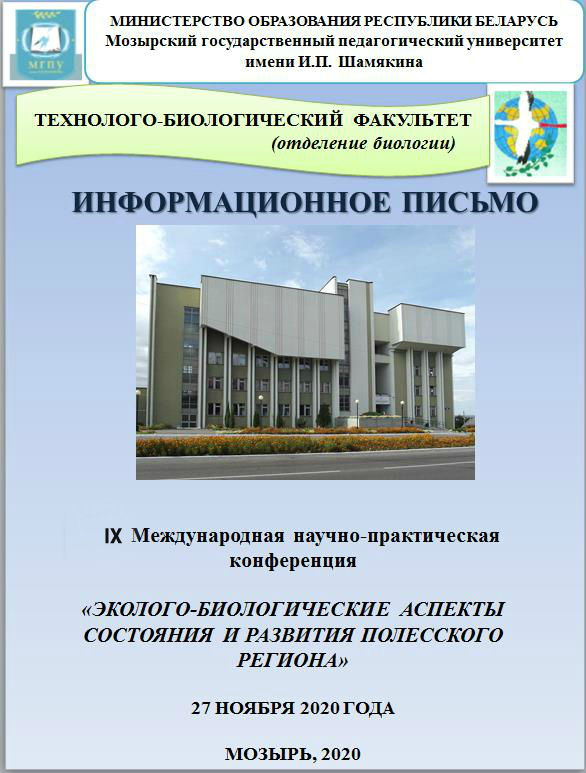 МИНИСТЕРСТВО ОБРАЗОВАНИЯ РЕСПУБЛИКИ БЕЛАРУСЬ
Мозырский государственный педагогический университет
имени И.П. Шамякина
МГПУ
ТЕХНОЛОГО-БИОЛОГИЧЕСКИЙ ФАКУЛЬТЕТ
(отделение биологии)
ИНФОРМАЦИОННОЕ ПИСЬМО
IX Международная научно-практическая
конференция
«ЭКОЛОГО-БИОЛОГИЧЕСКИЕ АСПЕКТЫ
СОСТОЯНИЯ И РАЗВИТИЯ ПОЛЕССКОГО
РЕГИОНА»
27 НОЯБРЯ 2020 ГОДА
МОЗЫРЬ, 2020